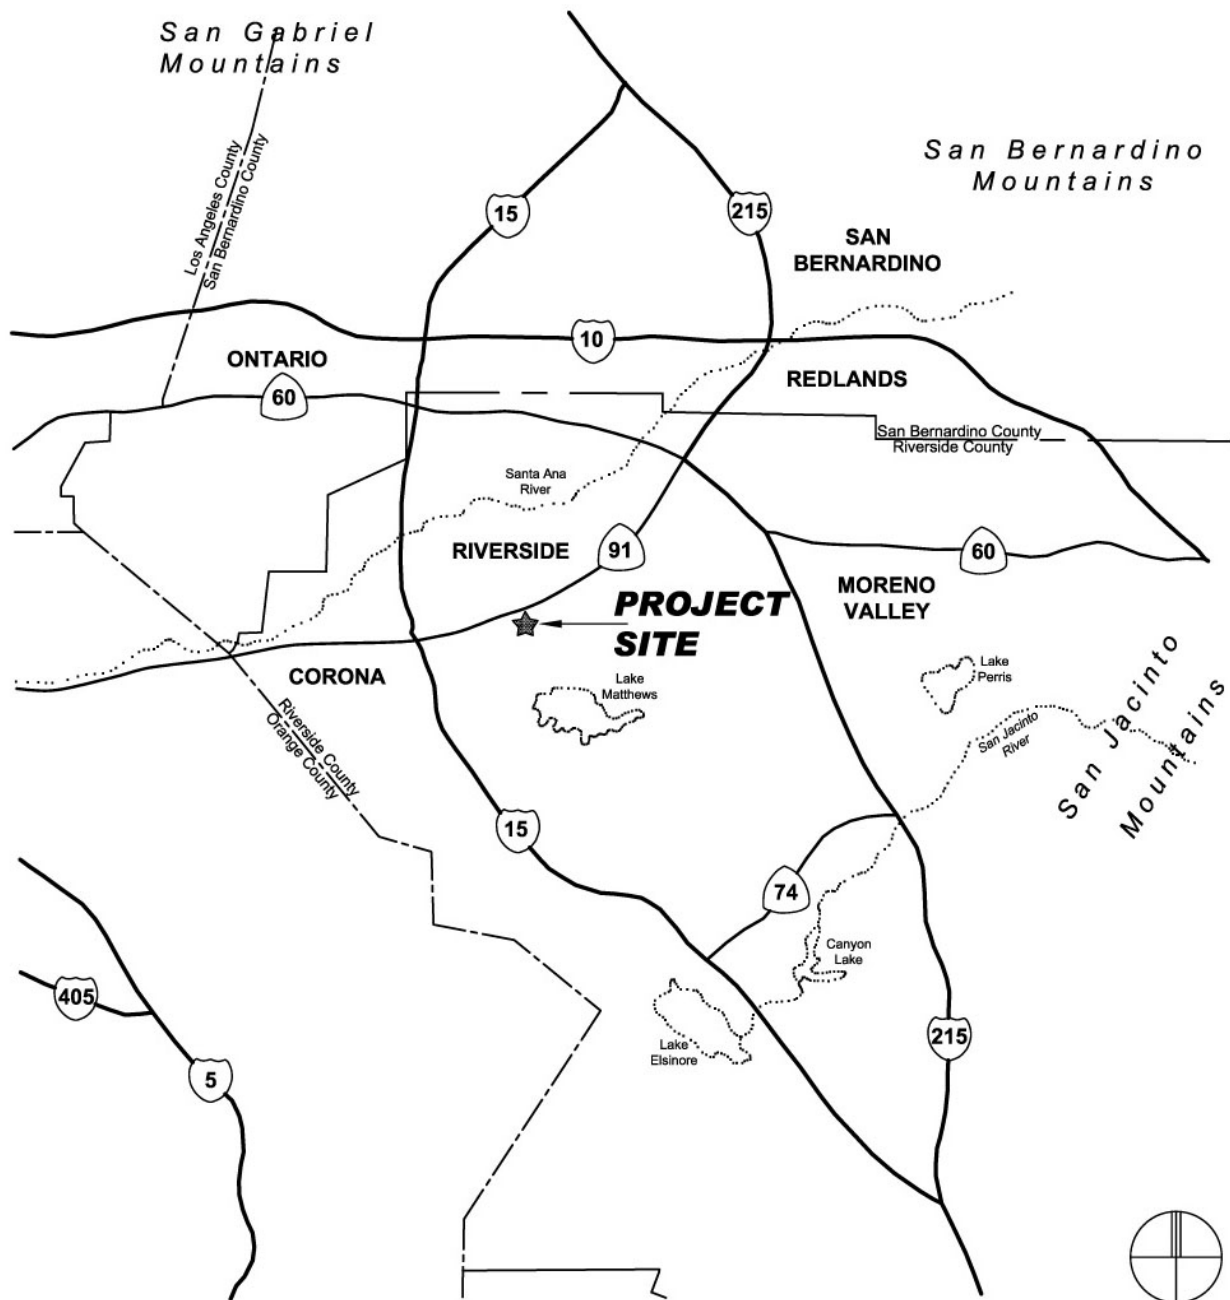 San Gabriel
Mountains
San Bernardino
Mountains
Los Angeles County
San Bernardino County
15
215
SAN
BERNARDINO
10
ONTARIO
60
REDLANDS
San Bernardino County
Riverside County
Santa Ana
River
RIVERSIDE
91
60
PROJECT
SITE
MORENO
VALLEY
CORONA
Lake
Matthews
Lake
Perris
San Jacinto
River
San Jacinto
Mountains
Riverside County
Orange County
15
74
Canyon
Lake
405
Lake
Elsinore
215
5